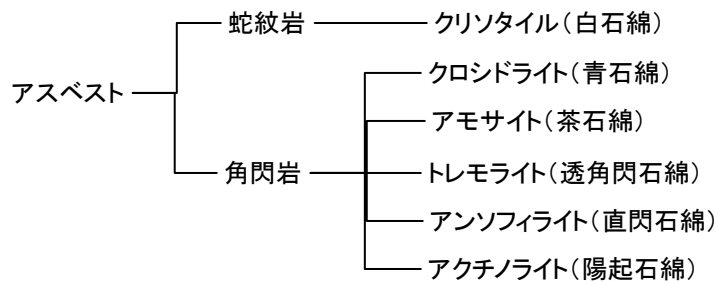 蛇紋岩
クリソタイル（白石綿）
クロシドライト（青石綿）
アスベスト
アモサイト（茶石綿）
角閃岩
トレモライト（透角閃石綿）
アンソフィライト（直閃石綿）
アクチノライト（陽起石綿）